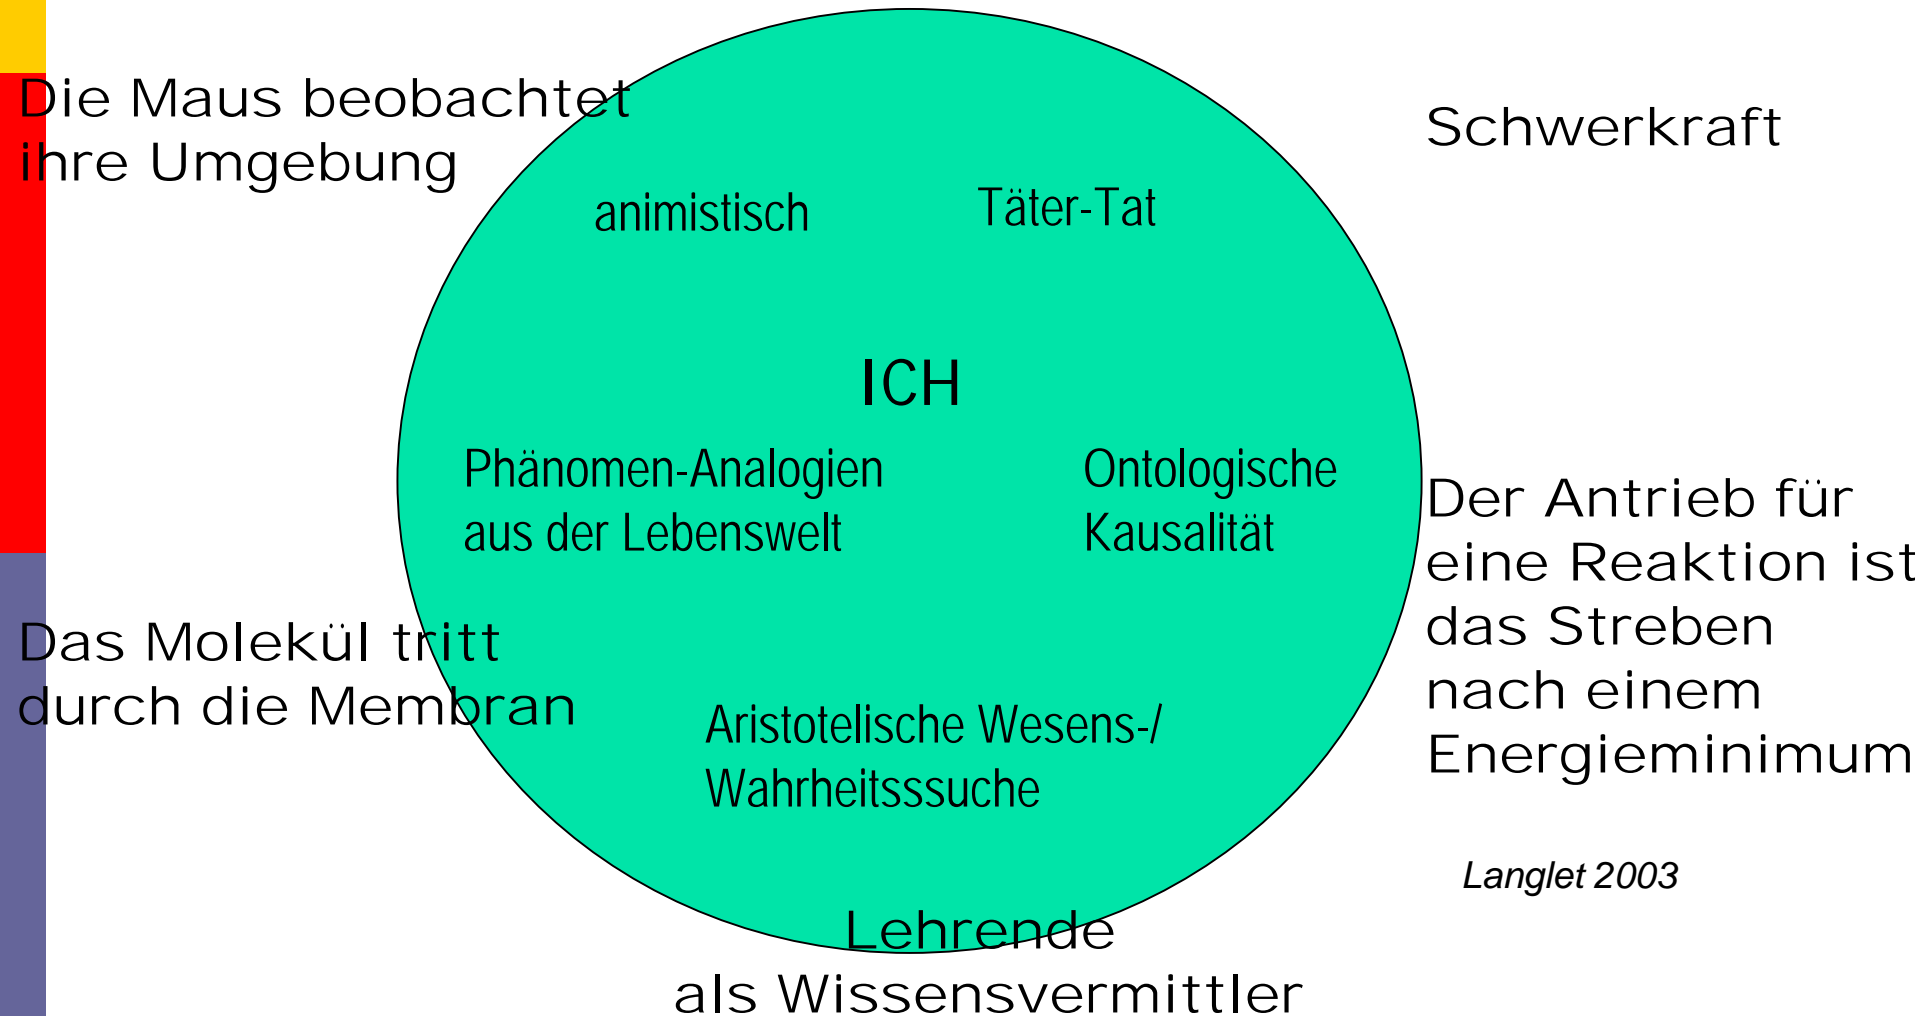 Die Maus beobachtet
ihre Umgebung
Schwerkraft
animistisch
Täter-Tat
ICH
Phänomen-Analogien
aus der Lebenswelt
Ontologische
Kausalität
Der Antrieb für
eine Reaktion ist
das Streben
nach einem
Energieminimum
Das Molekül tritt
durch die Membran
Aristotelische Wesens-/
Wahrheitsssuche
Langlet 2003
Lehrende
als Wissensvermittler